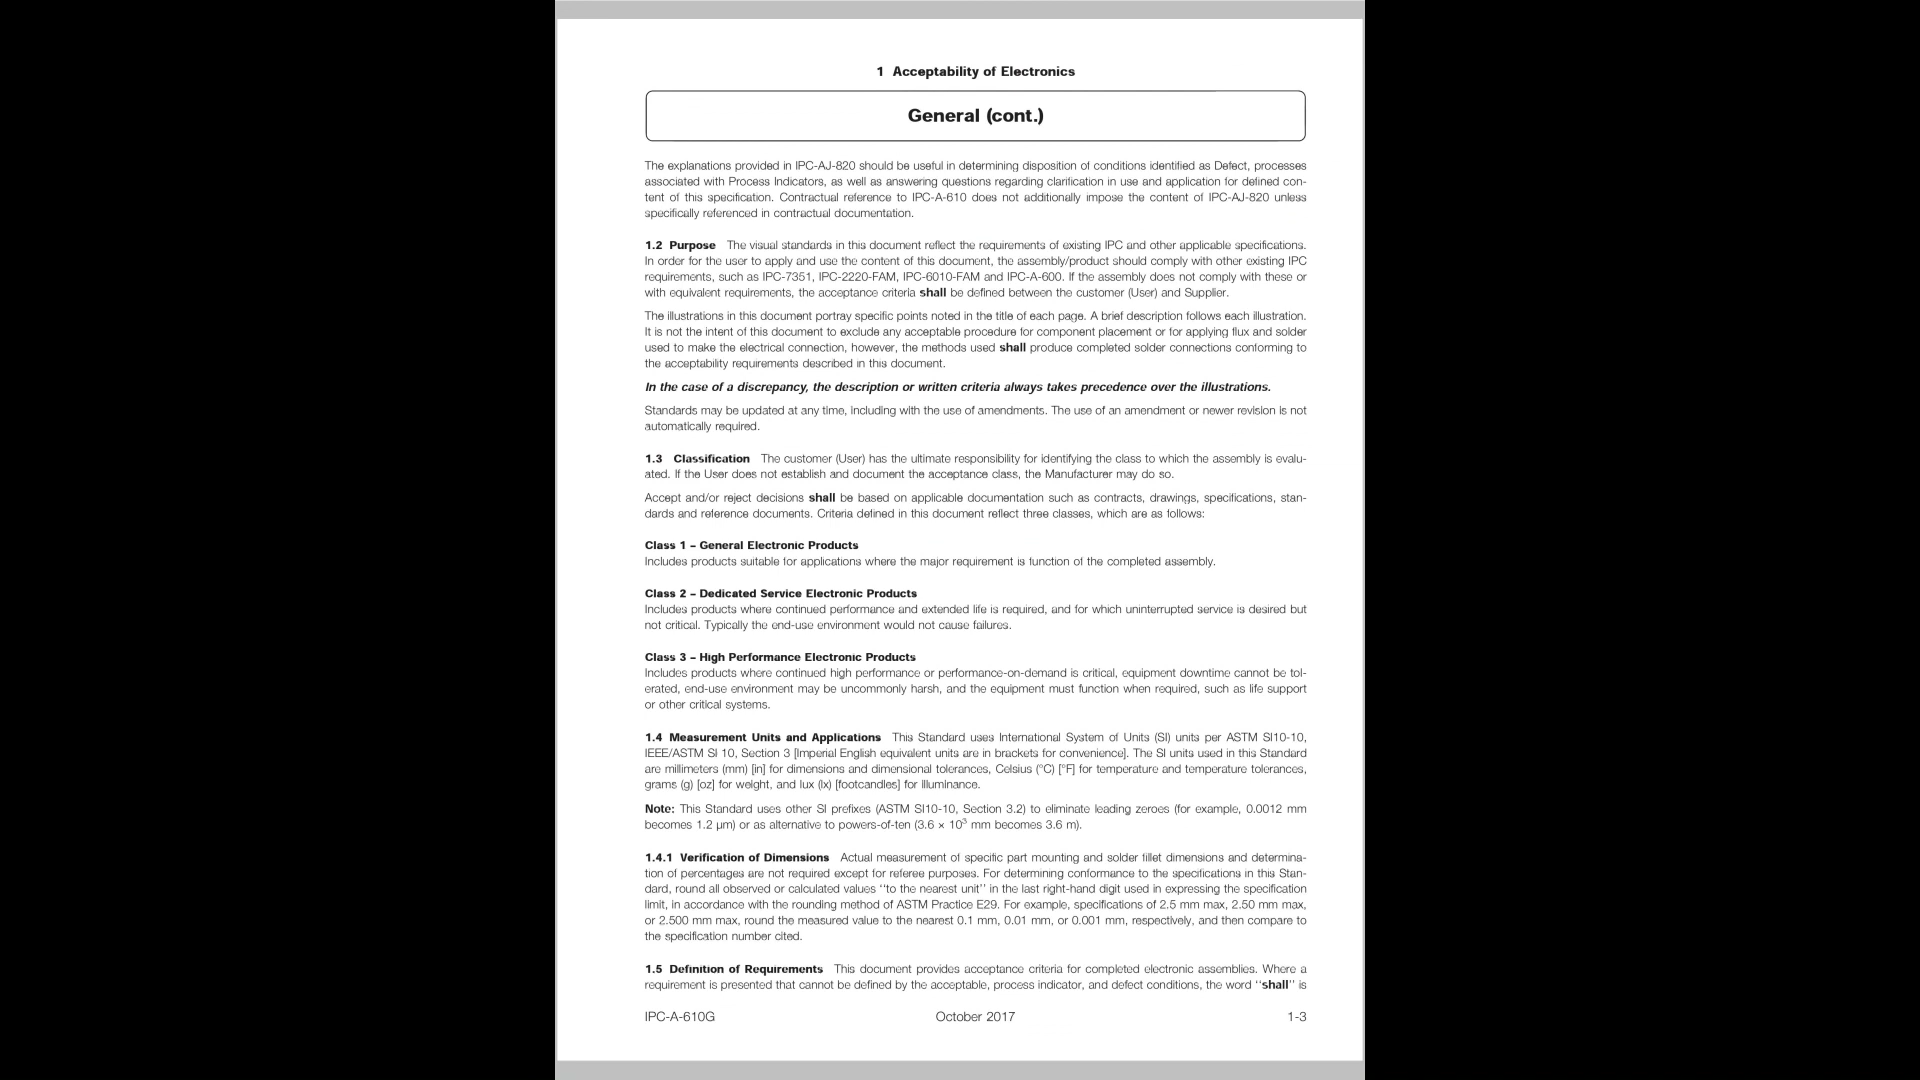 1 Acceptability of Electronics
General (cont.)
The explanations provided in IPC-AJ-820 should be useful in determining disposition of conditions identified as Defect, processes
associated with Process Indicators, as well as answering questions regarding clarification in use and application for defined con-
tent of this specification. Contractual reference to IPC-A-610 does not additionally impose the content of IPC-AJ-820 unless
specifically referenced in contractual documentation.
1.2 Purpose The visual standards in this document reflect the requirements of existing IPC and other applicable specifications.
In order for the user to apply and use the content of this document, the assembly/product should comply with other existing IPC
requirements, such as IPC-7351, IPC-2220-FAM, IPC-6010-FAM and IPC-A-600. If the assembly does not comply with these or
with equivalent requirements, the acceptance criteria shall be defined between the customer (User) and Supplier.
The illustrations in this document portray specific points noted in the title of each page. A brief description follows each illustration.
It is not the intent of this document to exclude any acceptable procedure for component placement or for applying flux and solder
used to make the electrical connection, however, the methods used shall produce completed solder connections conforming to
the acceptability requirements described in this document.
In the case of a discrepancy, the description or written criteria always takes precedence over the illustrations.
Standards may be updated at any time, including with the use of amendments. The use of an amendment or newer revision is not
automatically required.
1.3 Classification The customer (User) has the ultimate responsibility for identifying the class to which the assembly is evalu-
ated. If the User does not establish and document the acceptance class, the Manufacturer may do so.
Accept and/or reject decisions shall be based on applicable documentation such as contracts, drawings, specifications, stan-
dards and reference documents. Criteria defined in this document reflect three classes, which are as follows:
Class 1 – General Electronic Products
Includes products suitable for applications where the major requirement is function of the completed assembly.
Class 2 – Dedicated Service Electronic Products
Includes products where continued performance and extended life is required, and for which uninterrupted service is desired but
not critical. Typically the end-use environment would not cause failures.
Class 3 – High Performance Electronic Products
Includes products where continued high performance or performance-on-demand is critical, equipment downtime cannot be tol-
erated, end-use environment may be uncommonly harsh, and the equipment must function when required, such as life support
or other critical systems.
1.4 Measurement Units and Applications This Standard uses International System of Units (SI) units per ASTM SI10-10,
IEEE/ASTM SI 10, Section 3 [Imperial English equivalent units are in brackets for convenience]. The SI units used in this Standard
are millimeters (mm) [in] for dimensions and dimensional tolerances, Celsius (°C) [°F] for temperature and temperature tolerances,
grams (g) [oz] for weight, and lux (lx) [footcandles] for illuminance.
Note: This Standard uses other SI prefixes (ASTM SI10-10, Section 3.2) to eliminate leading zeroes (for example, 0.0012 mm
becomes 1.2 µm) or as alternative to powers-of-ten (3.6 × 10³ mm becomes 3.6 m).
1.4.1 Verification of Dimensions Actual measurement of specific part mounting and solder fillet dimensions and determina-
tion of percentages are not required except for referee purposes. For determining conformance to the specifications in this Stan-
dard, round all observed or calculated values ‘‘to the nearest unit’’ in the last right-hand digit used in expressing the specification
limit, in accordance with the rounding method of ASTM Practice E29. For example, specifications of 2.5 mm max, 2.50 mm max,
or 2.500 mm max, round the measured value to the nearest 0.1 mm, 0.01 mm, or 0.001 mm, respectively, and then compare to
the specification number cited.
1.5 Definition of Requirements This document provides acceptance criteria for completed electronic assemblies. Where a
requirement is presented that cannot be defined by the acceptable, process indicator, and defect conditions, the word ‘‘shall’’ is
IPC-A-610G October 2017 1-3